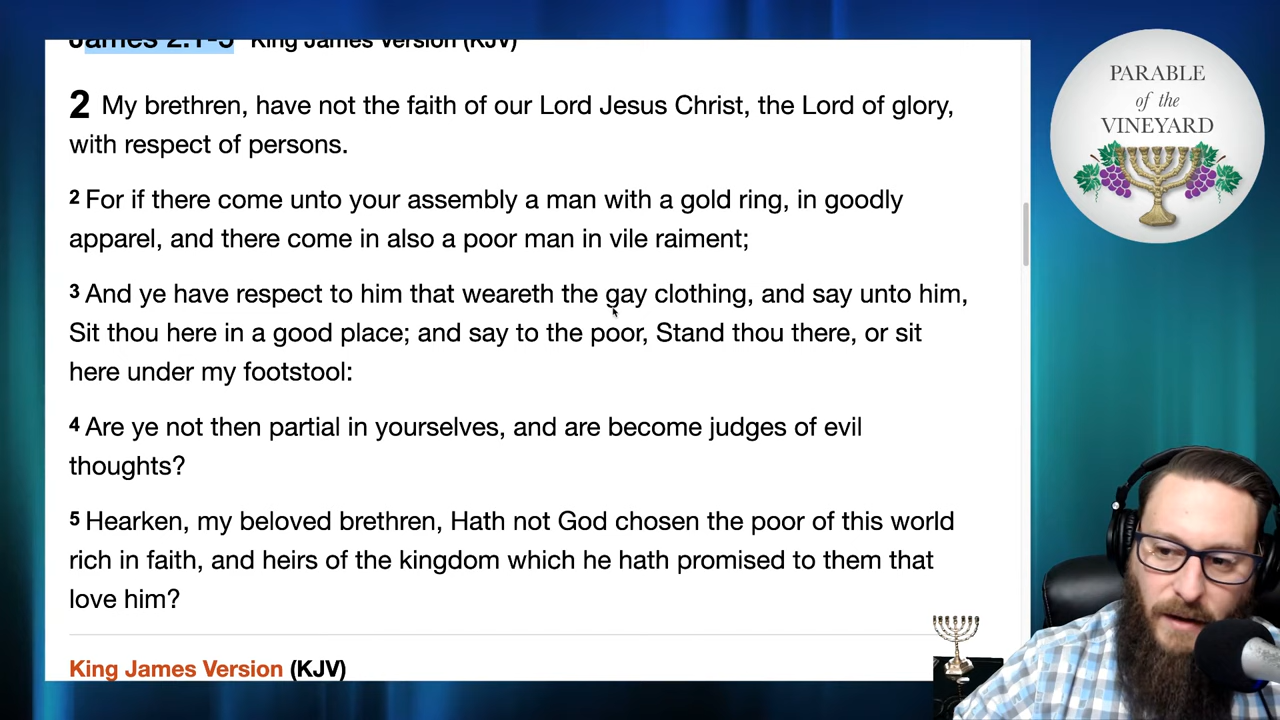 James 2:1-5 King James Version (KJV)
2 My brethren, have not the faith of our Lord Jesus Christ, the Lord of glory,
with respect of persons.
2 For if there come unto your assembly a man with a gold ring, in goodly
apparel, and there come in also a poor man in vile raiment;
3 And ye have respect to him that weareth the gay clothing, and say unto him,
Sit thou here in a good place; and say to the poor, Stand thou there, or sit
here under my footstool:
4 Are ye not then partial in yourselves, and are become judges of evil
thoughts?
5 Hearken, my beloved brethren, Hath not God chosen the poor of this world
rich in faith, and heirs of the kingdom which he hath promised to them that
love him?
King James Version (KJV)
PARABLE
of the
VINEYARD